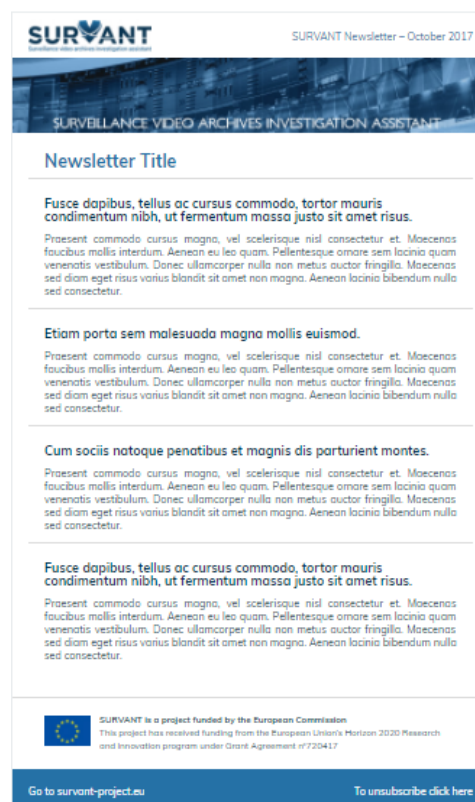 SURVANT
Surveillance video archives investigation assistant
SURVANT Newsletter – October 2017
SURVEILLANCE VIDEO ARCHIVES INVESTIGATION ASSISTANT
Newsletter Title
Fusce dapibus, tellus ac cursus commodo, tortor mauris
condimentum nibh, ut fermentum massa justo sit amet risus.
Praesent commodo cursus magna, vel scelerisque nisl consectetur et. Maecenas
faucibus mollis interdum. Aenean eu leo quam. Pellentesque ornare sem lacinia quam
venenatis vestibulum. Donec ullamcorper nulla non metus auctor fringilla. Maecenas
sed diam eget risus varius blandit sit amet non magna. Aenean lacinia bibendum nulla
sed consectetur.
Etiam porta sem malesuada magna mollis euismod.
Praesent commodo cursus magna, vel scelerisque nisl consectetur et. Maecenas
faucibus mollis interdum. Aenean eu leo quam. Pellentesque ornare sem lacinia quam
venenatis vestibulum. Donec ullamcorper nulla non metus auctor fringilla. Maecenas
sed diam eget risus varius blandit sit amet non magna. Aenean lacinia bibendum nulla
sed consectetur.
Cum sociis natoque penatibus et magnis dis parturient montes.
Praesent commodo cursus magna, vel scelerisque nisl consectetur et. Maecenas
faucibus mollis interdum. Aenean eu leo quam. Pellentesque ornare sem lacinia quam
venenatis vestibulum. Donec ullamcorper nulla non metus auctor fringilla. Maecenas
sed diam eget risus varius blandit sit amet non magna. Aenean lacinia bibendum nulla
sed consectetur.
Fusce dapibus, tellus ac cursus commodo, tortor mauris
condimentum nibh, ut fermentum massa justo sit amet risus.
Praesent commodo cursus magna, vel scelerisque nisl consectetur et. Maecenas
faucibus mollis interdum. Aenean eu leo quam. Pellentesque ornare sem lacinia quam
venenatis vestibulum. Donec ullamcorper nulla non metus auctor fringilla. Maecenas
sed diam eget risus varius blandit sit amet non magna. Aenean lacinia bibendum nulla
sed consectetur.
SURVANT is a project funded by the European Commission
This project has received funding from the European Union's Horizon 2020 Research
and Innovation program under Grant Agreement n°720417
Go to survant-project.eu
To unsubscribe click here